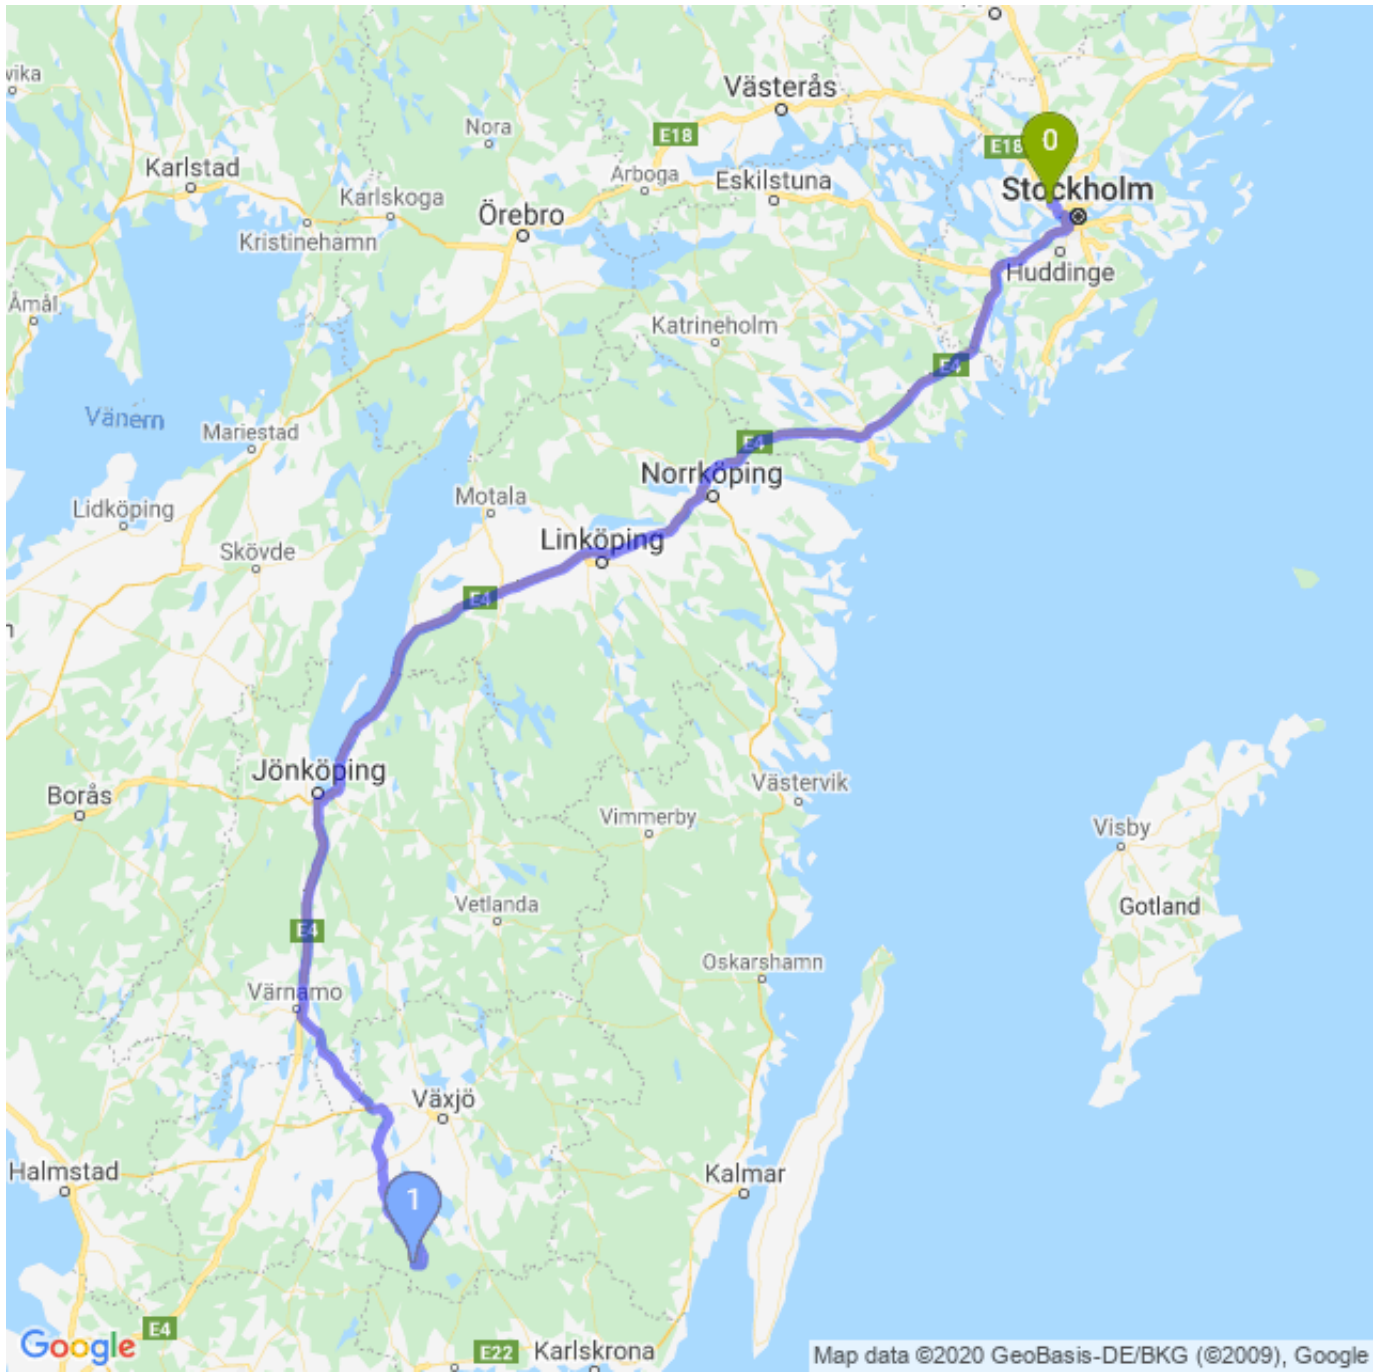 Västerås
vika
Nora
E18
E18
0
Karlstad
Arboga
Eskilstuna
Stockholm
Karlskoga
Örebro
Kristinehamn
Huddinge
Åmål
Katrineholm
E4
Vänern
Mariestad
E4
Norrköping
Motala
Lidköping
Linköping
Skövde
E4
n
Jönköping
Borås
Västervik
Vimmerby
Visby
Vetlanda
Gotland
E4
Oskarshamn
Värnamo
Växjö
Halmstad
Kalmar
1
E4
Google
E22
Karlskrona
Map data ©2020 GeoBasis-DE/BKG (©2009), Google